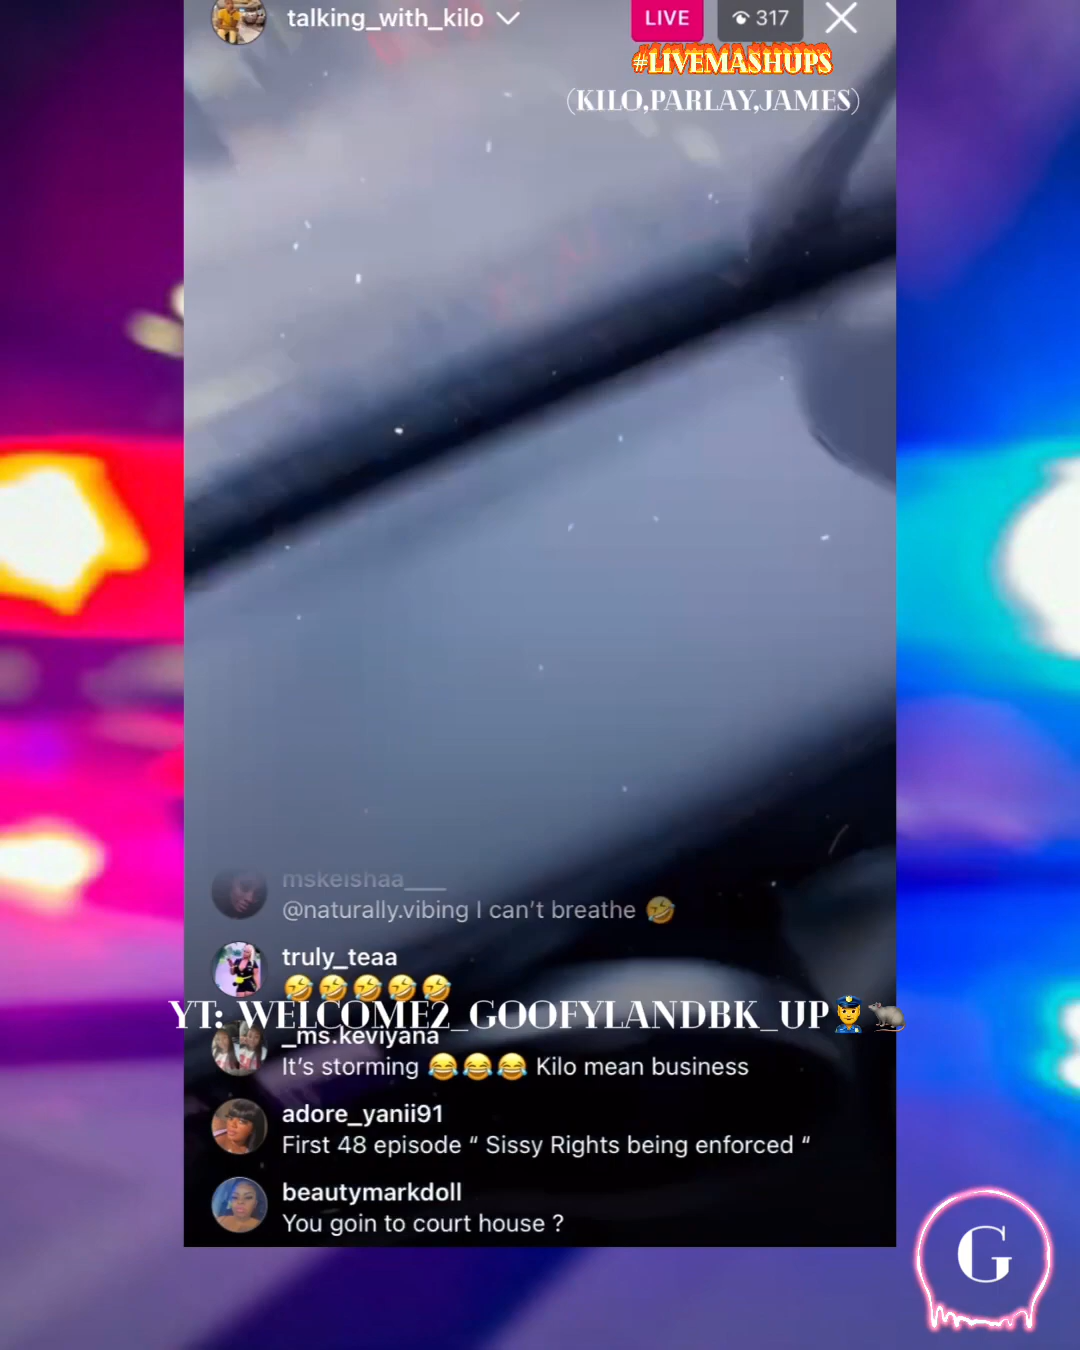 talking_with_kilo
LIVE
317
#LIVEMASHUPS
(KILO,PARLAY,JAMES)
mskeishaa____
@naturally.vibing I can't breathe 🤣
truly_teaa
🤣🤣🤣🤣🤣
YT: WELCOME2_GOOFYLANDBK_UP👮🐀
_ms.keviyana
It's storming 😂😂😂 Kilo mean business
adore_yanii91
First 48 episode “ Sissy Rights being enforced “
beautymarkdoll
You goin to court house ?
G